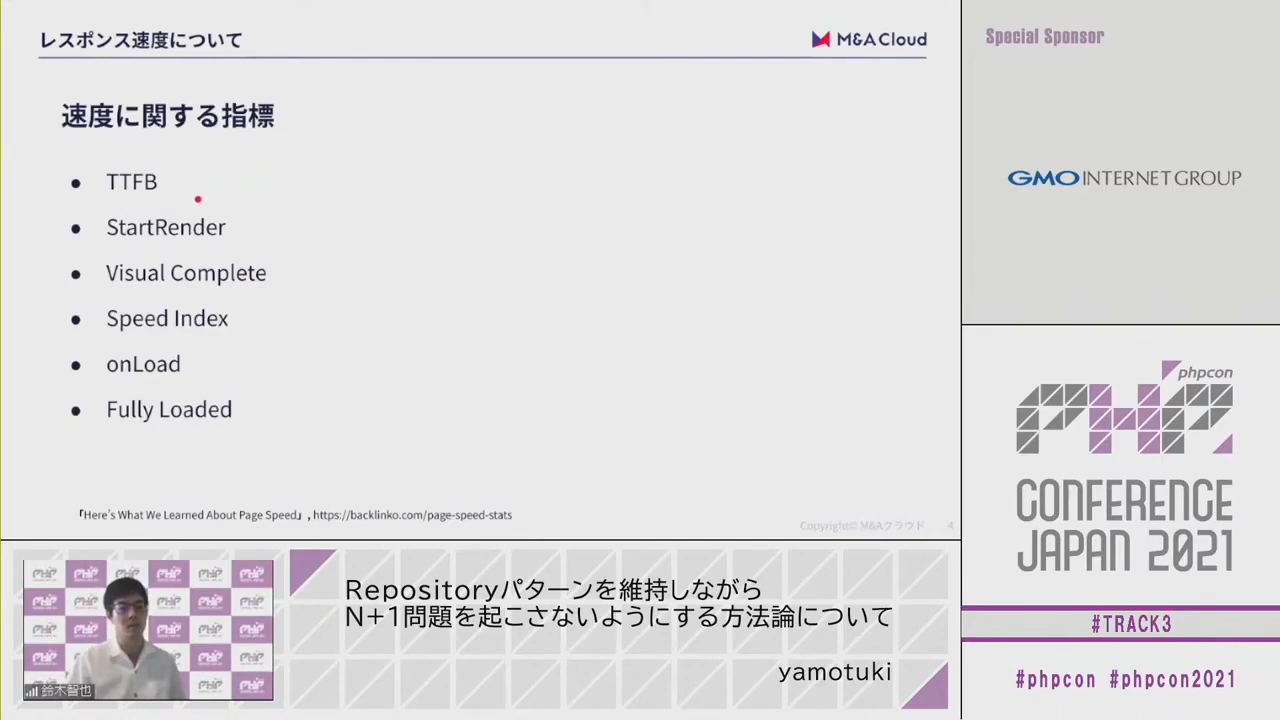 レスポンス速度について
M&A Cloud
速度に関する指標
● TTFB
● StartRender
● Visual Complete
● Speed Index
● onLoad
● Fully Loaded
「Here's What We Learned About Page Speed」, https://backlinko.com/page-speed-stats
Copyright© M&Aクラウド 4
Special Sponsor
GMO INTERNET GROUP
phpcon
PHP
CONFERENCE
JAPAN 2021
#TRACK3
#phpcon #phpcon2021
Repositoryパターンを維持しながら
N+1問題を起こさないようにする方法論について
yamotuki
鈴木智也